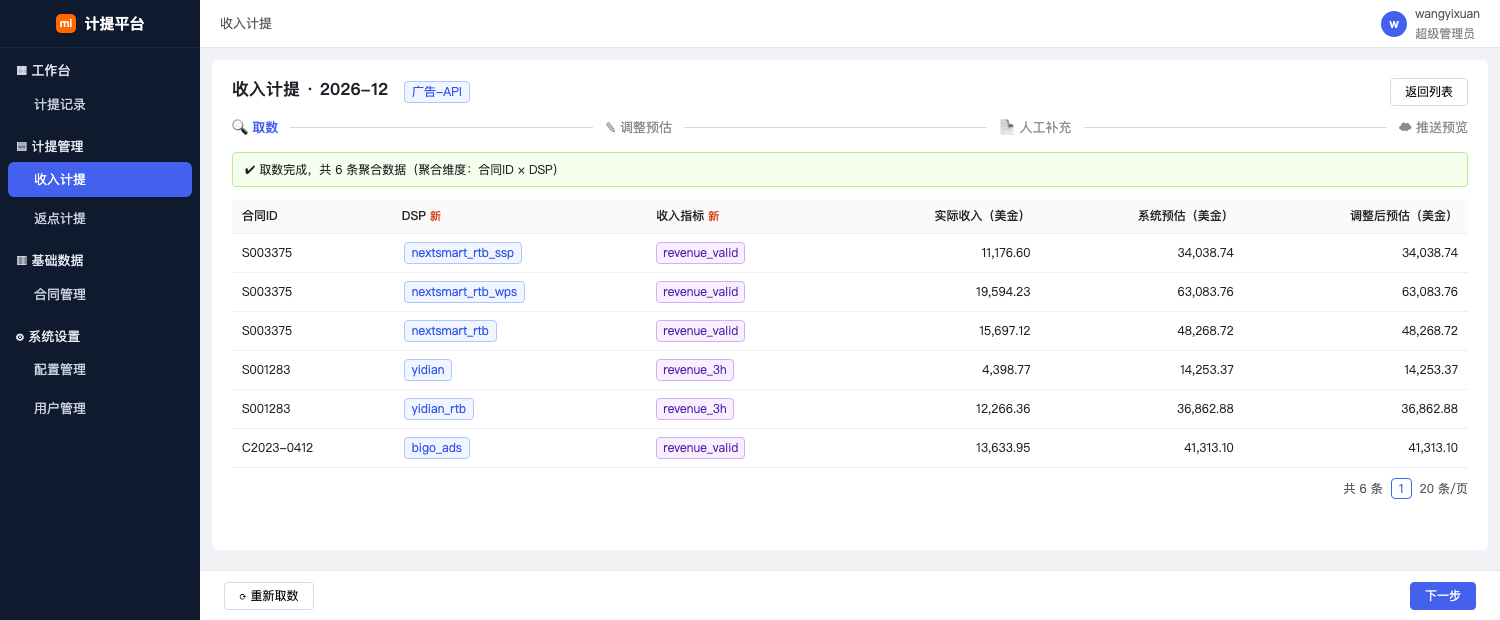 mi 计提平台
收入计提
w wangyixuan
超级管理员
工作台
计提记录
计提管理
收入计提
返点计提
基础数据
合同管理
系统设置
配置管理
用户管理
收入计提 · 2026-12 广告-API 返回列表
取数 调整预估 人工补充 推送预览
✔ 取数完成，共 6 条聚合数据（聚合维度：合同ID × DSP）
合同ID DSP 新 收入指标 新 实际收入（美金） 系统预估（美金） 调整后预估（美金）
S003375 nextsmart_rtb_ssp revenue_valid 11,176.60 34,038.74 34,038.74
S003375 nextsmart_rtb_wps revenue_valid 19,594.23 63,083.76 63,083.76
S003375 nextsmart_rtb revenue_valid 15,697.12 48,268.72 48,268.72
S001283 yidian revenue_3h 4,398.77 14,253.37 14,253.37
S001283 yidian_rtb revenue_3h 12,266.36 36,862.88 36,862.88
C2023-0412 bigo_ads revenue_valid 13,633.95 41,313.10 41,313.10
共 6 条 1 20 条/页
重新取数 下一步